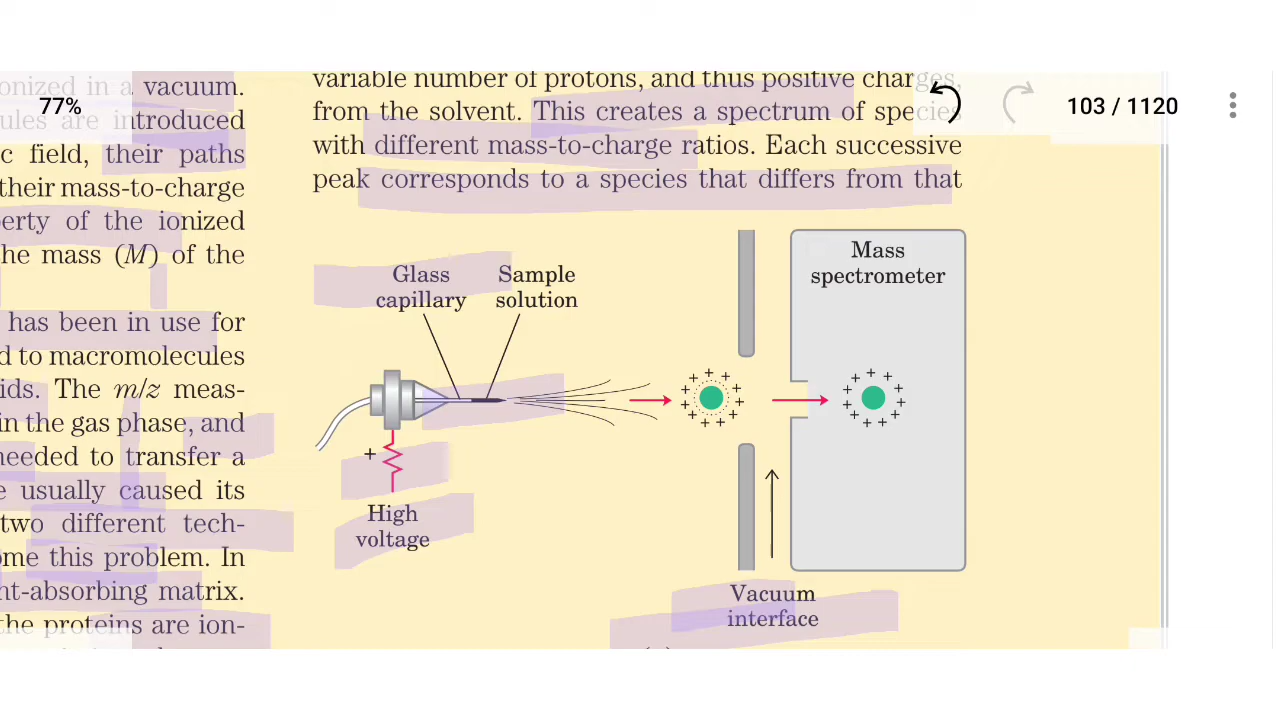 77%
103 / 1120
onized in a vacuum.
ules are introduced
c field, their paths
their mass-to-charge
erty of the ionized
he mass (M) of the
has been in use for
d to macromolecules
ids. The m/z meas-
in the gas phase, and
needed to transfer a
e usually caused its
two different tech-
ome this problem. In
nt-absorbing matrix.
the proteins are ion-
variable number of protons, and thus positive charges,
from the solvent. This creates a spectrum of species
with different mass-to-charge ratios. Each successive
peak corresponds to a species that differs from that
Glass
capillary
Sample
solution
Mass
spectrometer
+
High
voltage
Vacuum
interface